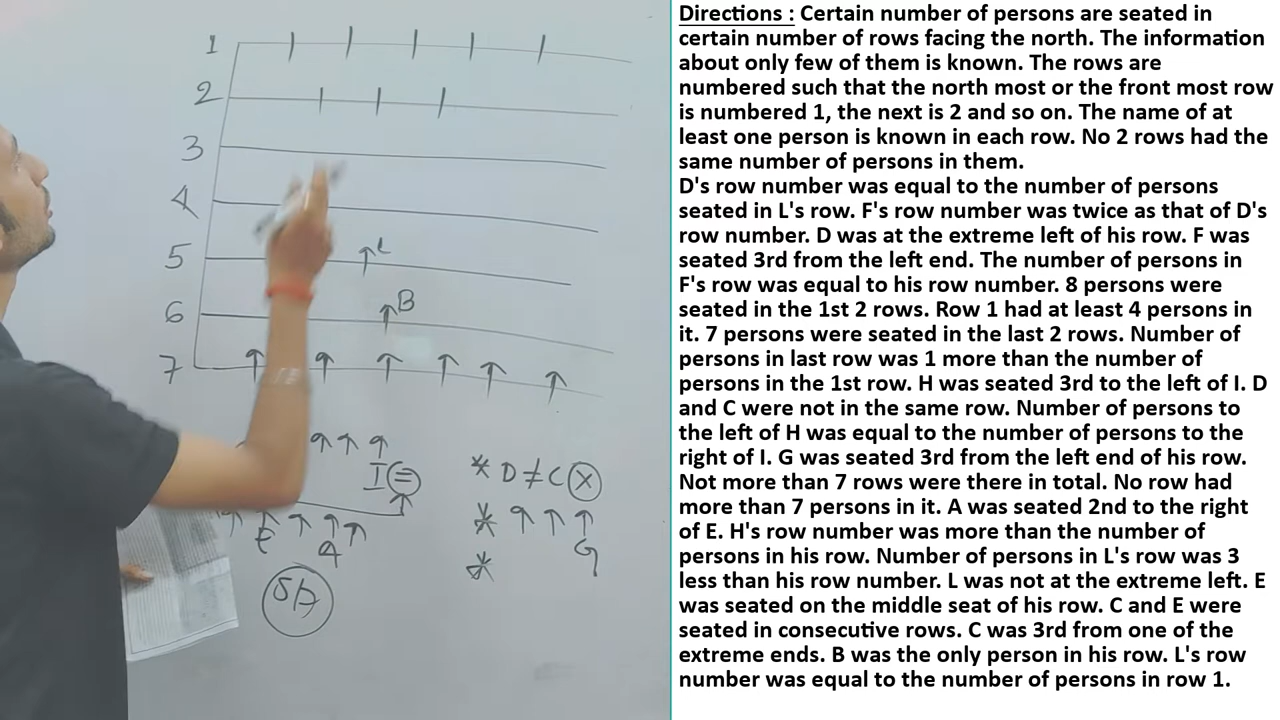 1
2
3
4
5
L
6
B
7
I =
E
A
5/7
* D ≠ C X
*
G
*
Directions : Certain number of persons are seated in
certain number of rows facing the north. The information
about only few of them is known. The rows are
numbered such that the north most or the front most row
is numbered 1, the next is 2 and so on. The name of at
least one person is known in each row. No 2 rows had the
same number of persons in them.
D's row number was equal to the number of persons
seated in L's row. F's row number was twice as that of D's
row number. D was at the extreme left of his row. F was
seated 3rd from the left end. The number of persons in
F's row was equal to his row number. 8 persons were
seated in the 1st 2 rows. Row 1 had at least 4 persons in
it. 7 persons were seated in the last 2 rows. Number of
persons in last row was 1 more than the number of
persons in the 1st row. H was seated 3rd to the left of I. D
and C were not in the same row. Number of persons to
the left of H was equal to the number of persons to the
right of I. G was seated 3rd from the left end of his row.
Not more than 7 rows were there in total. No row had
more than 7 persons in it. A was seated 2nd to the right
of E. H's row number was more than the number of
persons in his row. Number of persons in L's row was 3
less than his row number. L was not at the extreme left. E
was seated on the middle seat of his row. C and E were
seated in consecutive rows. C was 3rd from one of the
extreme ends. B was the only person in his row. L's row
number was equal to the number of persons in row 1.